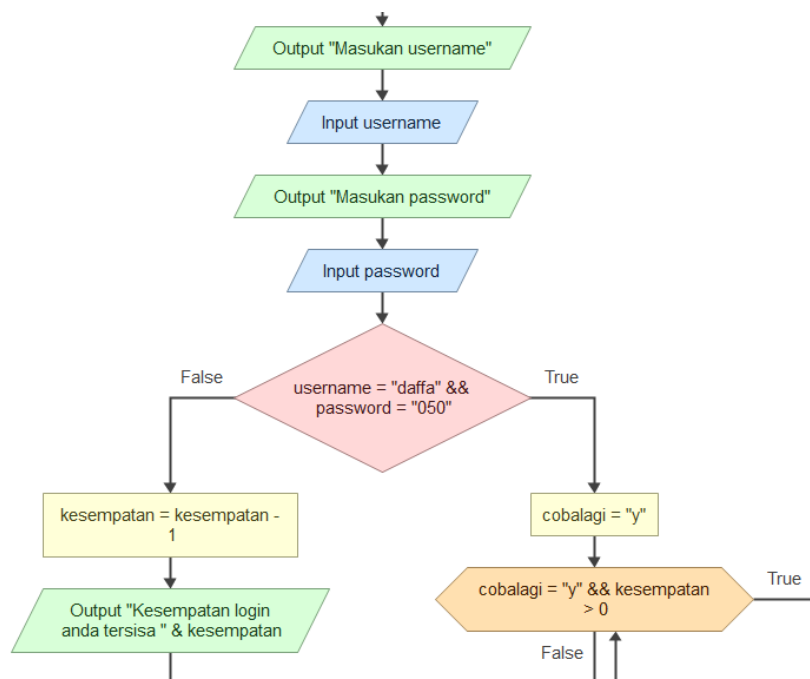 Output "Masukan username"
Input username
Output "Masukan password"
Input password
False
True
username = "daffa" &&
password = "050"
kesempatan = kesempatan -
1
cobalagi = "y"
Output "Kesempatan login
anda tersisa " & kesempatan
cobalagi = "y" && kesempatan
> 0
True
False